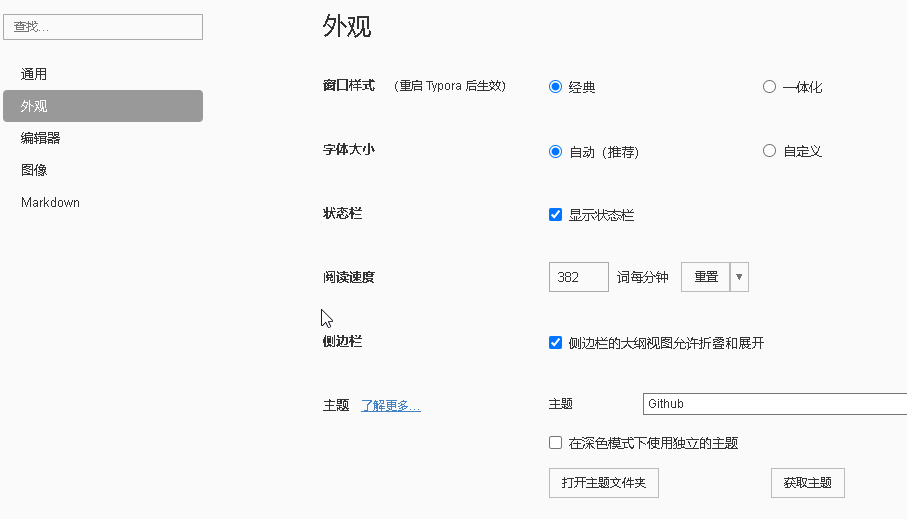 查找...
通用
外观
编辑器
图像
Markdown
外观
窗口样式 (重启 Typora 后生效) 经典 一体化
字体大小 自动（推荐） 自定义
状态栏 显示状态栏
阅读速度 382 词每分钟 重置
侧边栏 侧边栏的大纲视图允许折叠和展开
主题 了解更多... 主题 Github
在深色模式下使用独立的主题
打开主题文件夹 获取主题